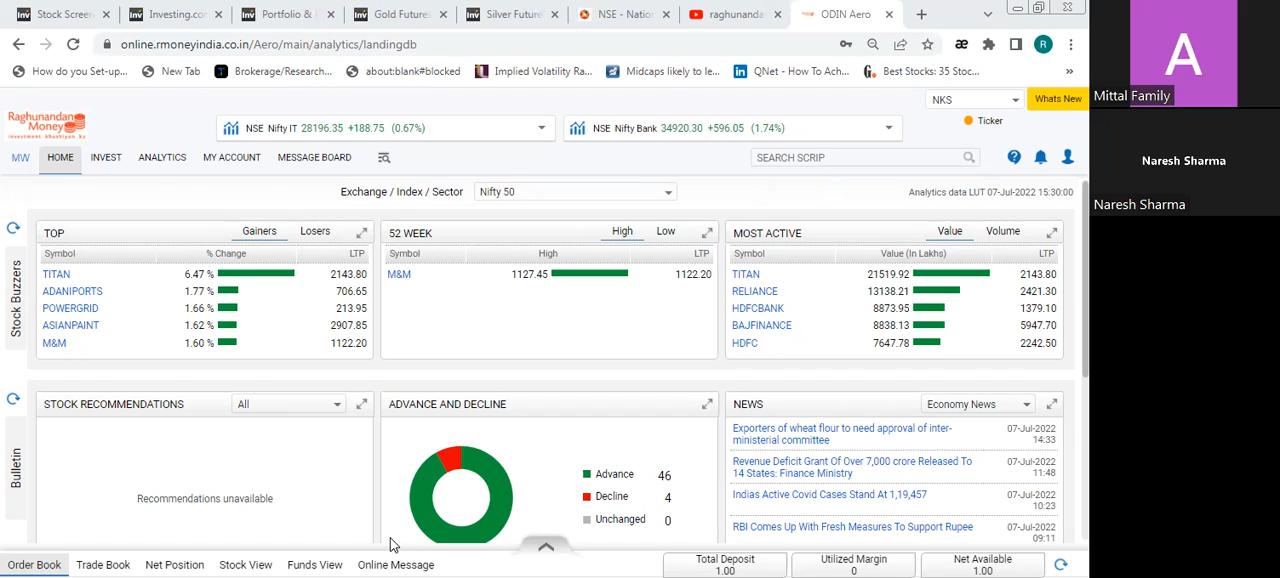 Stock Screen
Investing.co
Portfolio &
Gold Futures
Silver Future
NSE - Natio
raghunanda
ODIN Aero
online.rmoneyindia.co.in/Aero/main/analytics/landingdb
How do you Set-up...
New Tab
Brokerage/Research...
about:blank#blocked
Implied Volatility Ra...
Midcaps likely to le...
QNet - How To Ach...
Best Stocks: 35 Stoc...
Raghunandan
Money
NKS
Whats New
NSE Nifty IT 28196.35 +188.75 (0.67%)
NSE Nifty Bank 34920.30 +596.05 (1.74%)
Ticker
MW HOME INVEST ANALYTICS MY ACCOUNT MESSAGE BOARD
SEARCH SCRIP
Exchange / Index / Sector Nifty 50
Analytics data LUT 07-Jul-2022 15:30:00
Stock Buzzers
TOP Gainers Losers
Symbol % Change LTP
TITAN 6.47 % 2143.80
ADANIPORTS 1.77 % 706.65
POWERGRID 1.66 % 213.95
ASIANPAINT 1.62 % 2907.85
M&M 1.60 % 1122.20
52 WEEK High Low
Symbol High LTP
M&M 1127.45 1122.20
MOST ACTIVE Value Volume
Symbol Value (In Lakhs) LTP
TITAN 21519.92 2143.80
RELIANCE 13138.21 2421.30
HDFCBANK 8873.95 1379.10
BAJFINANCE 8838.13 5947.70
HDFC 7647.78 2242.50
Bulletin
STOCK RECOMMENDATIONS All
Recommendations unavailable
ADVANCE AND DECLINE
Advance 46
Decline 4
Unchanged 0
NEWS Economy News
Exporters of wheat flour to need approval of inter-
ministerial committee
07-Jul-2022
14:33
Revenue Deficit Grant Of Over 7,000 crore Released To
14 States: Finance Ministry
07-Jul-2022
11:48
Indias Active Covid Cases Stand At 1,19,457
07-Jul-2022
10:23
RBI Comes Up With Fresh Measures To Support Rupee
07-Jul-2022
09:11
Order Book Trade Book Net Position Stock View Funds View Online Message
Total Deposit
1.00
Utilized Margin
0
Net Available
1.00
A
Mittal Family
Naresh Sharma
Naresh Sharma